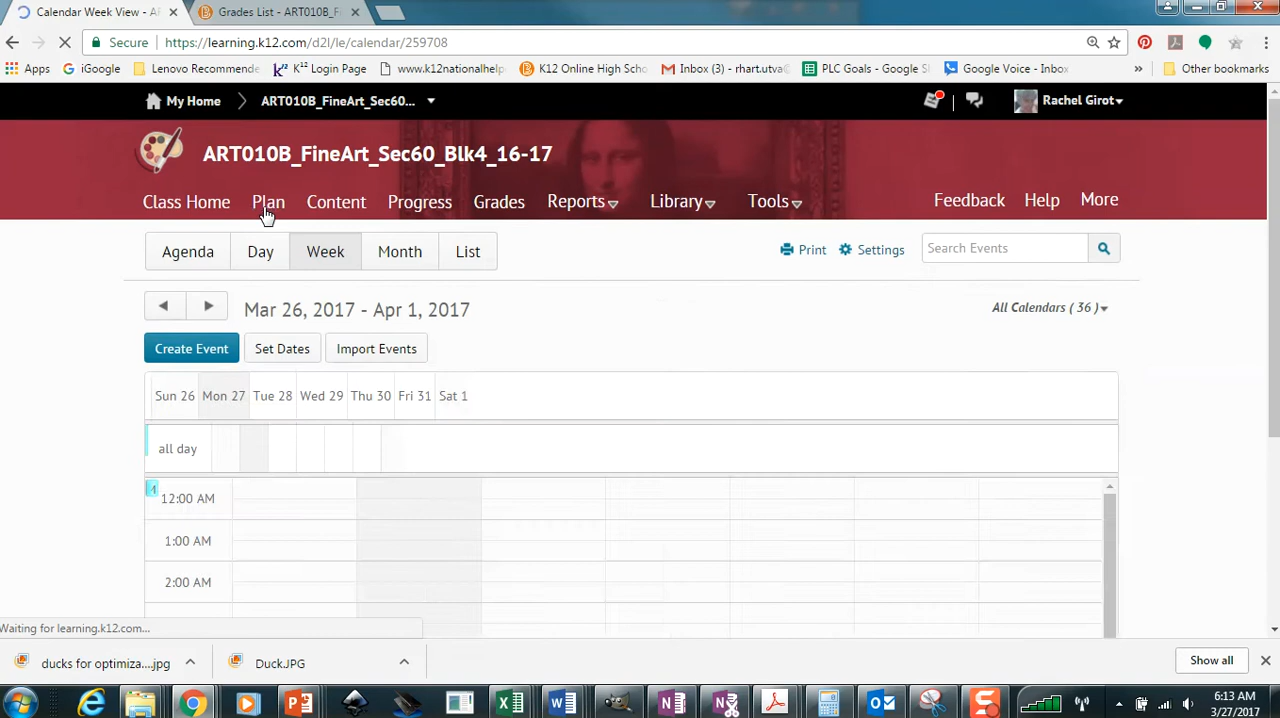 Calendar Week View - A
Grades List - ART010B_F
Secure
https://learning.k12.com/d2l/le/calendar/259708
Apps
iGoogle
Lenovo Recommende
K12 Login Page
www.k12nationalhelp
K12 Online High Scho
Inbox (3) - rhart.utva@
PLC Goals - Google S
Google Voice - Inbox
»
Other bookmarks
My Home
ART010B_FineArt_Sec60...
Rachel Girot
ART010B_FineArt_Sec60_Blk4_16-17
Class Home
Plan
Content
Progress
Grades
Reports
Library
Tools
Feedback
Help
More
Agenda
Day
Week
Month
List
Print
Settings
Search Events
Mar 26, 2017 - Apr 1, 2017
All Calendars ( 36 )
Create Event
Set Dates
Import Events
Sun 26
Mon 27
Tue 28
Wed 29
Thu 30
Fri 31
Sat 1
all day
12:00 AM
1:00 AM
2:00 AM
Waiting for learning.k12.com...
ducks for optimiza....jpg
Duck.JPG
Show all
6:13 AM
3/27/2017